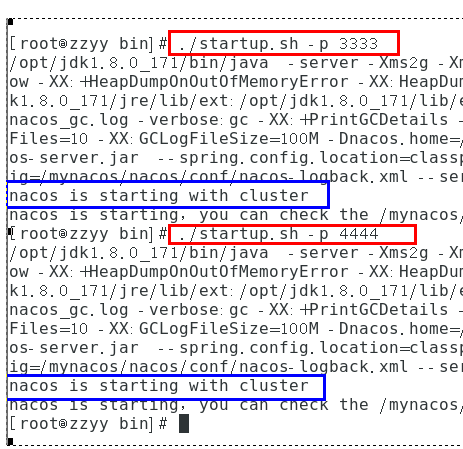 [root@zzyy bin]# ./startup.sh -p 3333
/opt/jdk1.8.0_171/bin/java  -server -Xms2g -X
ow -XX:+HeapDumpOnOutOfMemoryError -XX:HeapDum
k1.8.0_171/jre/lib/ext:/opt/jdk1.8.0_171/lib/e
nacos_gc.log -verbose:gc -XX:+PrintGCDetails -
Files=10 -XX:GCLogFileSize=100M -Dnacos.home=/
os-server.jar  --spring.config.location=classp
ig=/mynacos/nacos/conf/nacos-logback.xml --ser
nacos is starting with cluster
nacos is starting, you can check the /mynacos/
[root@zzyy bin]# ./startup.sh -p 4444
/opt/jdk1.8.0_171/bin/java  -server -Xms2g -Xm
ow -XX:+HeapDumpOnOutOfMemoryError -XX:HeapDum
k1.8.0_171/jre/lib/ext:/opt/jdk1.8.0_171/lib/e
nacos_gc.log -verbose:gc -XX:+PrintGCDetails -
Files=10 -XX:GCLogFileSize=100M -Dnacos.home=/
os-server.jar  --spring.config.location=classp
ig=/mynacos/nacos/conf/nacos-logback.xml --ser
nacos is starting with cluster
nacos is starting, you can check the /mynacos/
[root@zzyy bin]#